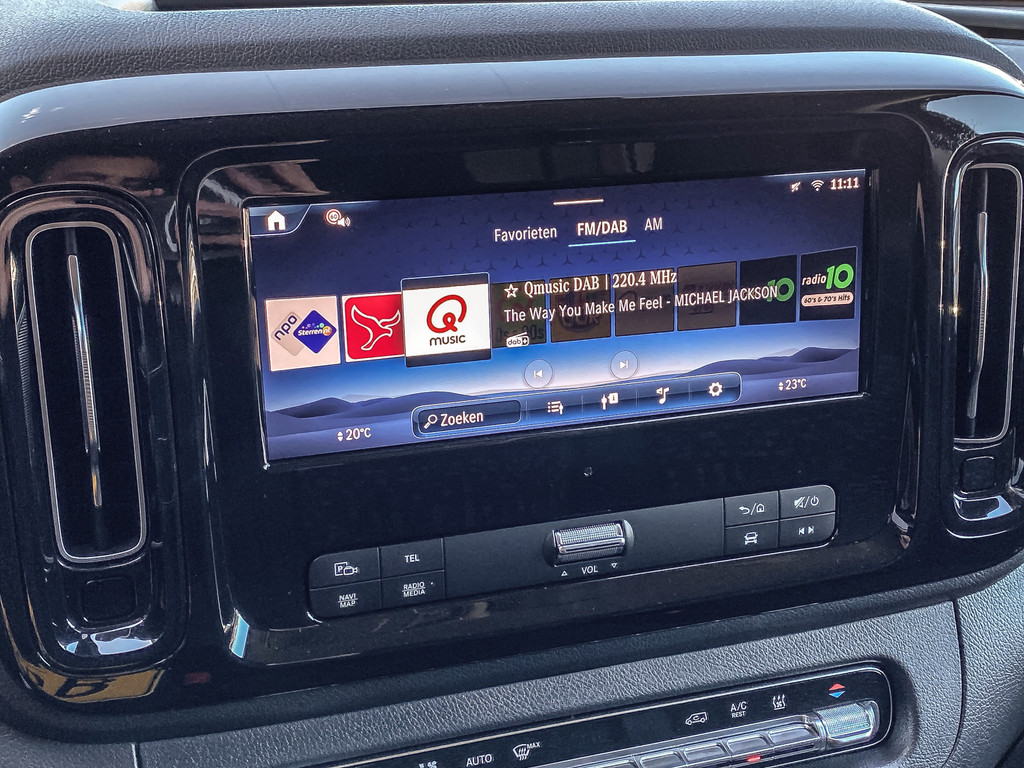 11:11
Favorieten FM/DAB AM
npo
Sterren nl
Q
MUSIC
Qmusic DAB | 220.4 MHz
The Way You Make Me Feel - MICHAEL JACKSON
dab
radio10
60's & 70's Hits
Zoeken
20°C
23°C
TEL
NAVI
MAP
RADIO
MEDIA
VOL
AUTO
MAX
A/C
REST